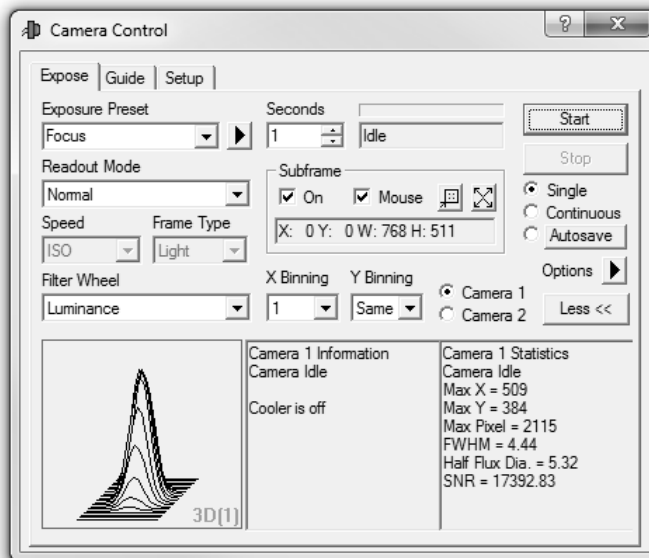 Camera Control
?
X
Expose
Guide
Setup
Exposure Preset
Focus
Seconds
1
Idle
Start
Stop
Readout Mode
Normal
Subframe
On
Mouse
X: 0 Y: 0 W: 768 H: 511
Single
Continuous
Autosave
Speed
ISO
Frame Type
Light
Filter Wheel
Luminance
X Binning
1
Y Binning
Same
Camera 1
Camera 2
Options
Less <<
3D(1)
Camera 1 Information
Camera Idle
Cooler is off
Camera 1 Statistics
Camera Idle
Max X = 509
Max Y = 384
Max Pixel = 2115
FWHM = 4.44
Half Flux Dia. = 5.32
SNR = 17392.83